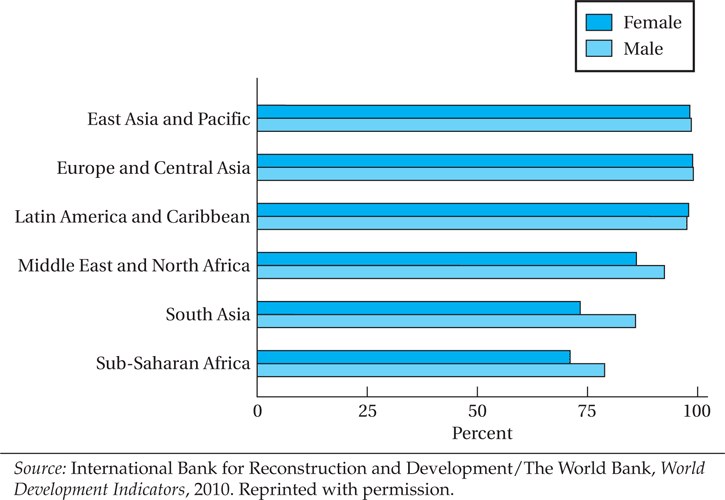 Female
Male
East Asia and Pacific
Europe and Central Asia
Latin America and Caribbean
Middle East and North Africa
South Asia
Sub-Saharan Africa
0 25 50 75 100
Percent
Source: International Bank for Reconstruction and Development/The World Bank, World
Development Indicators, 2010. Reprinted with permission.